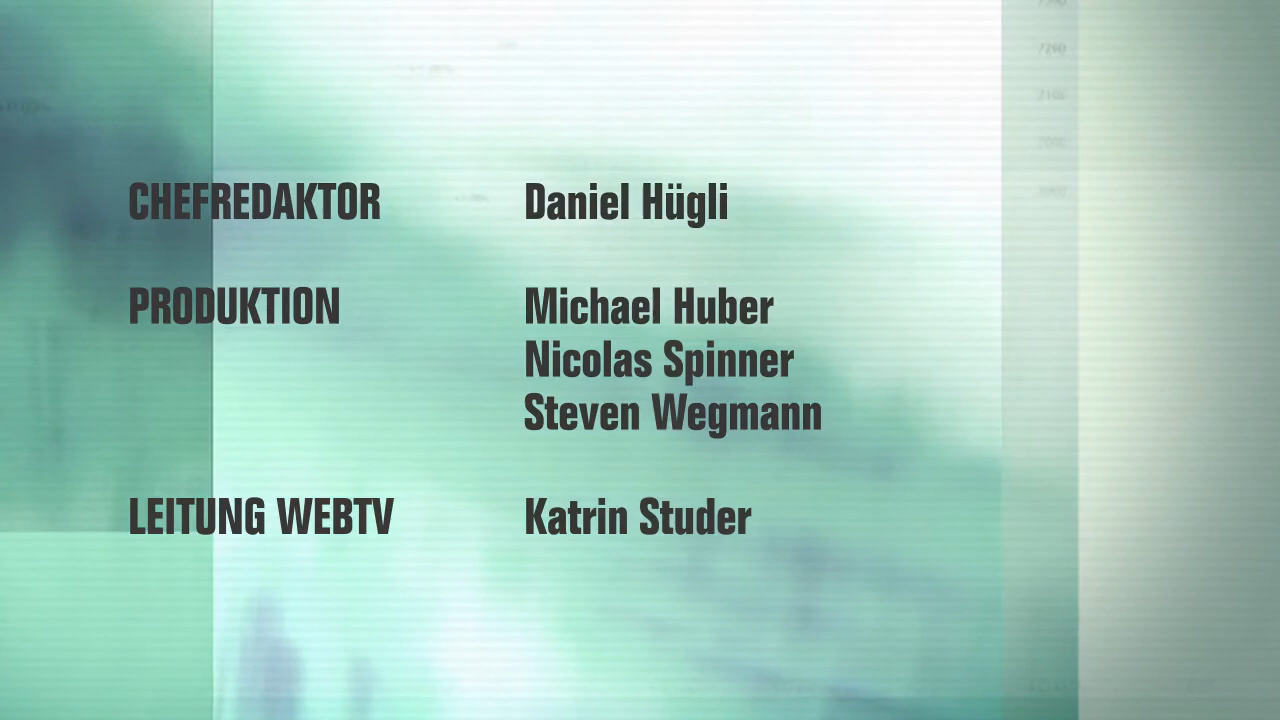 CHEFREDAKTOR Daniel Hügli
PRODUKTION Michael Huber
Nicolas Spinner
Steven Wegmann
LEITUNG WEBTV Katrin Studer